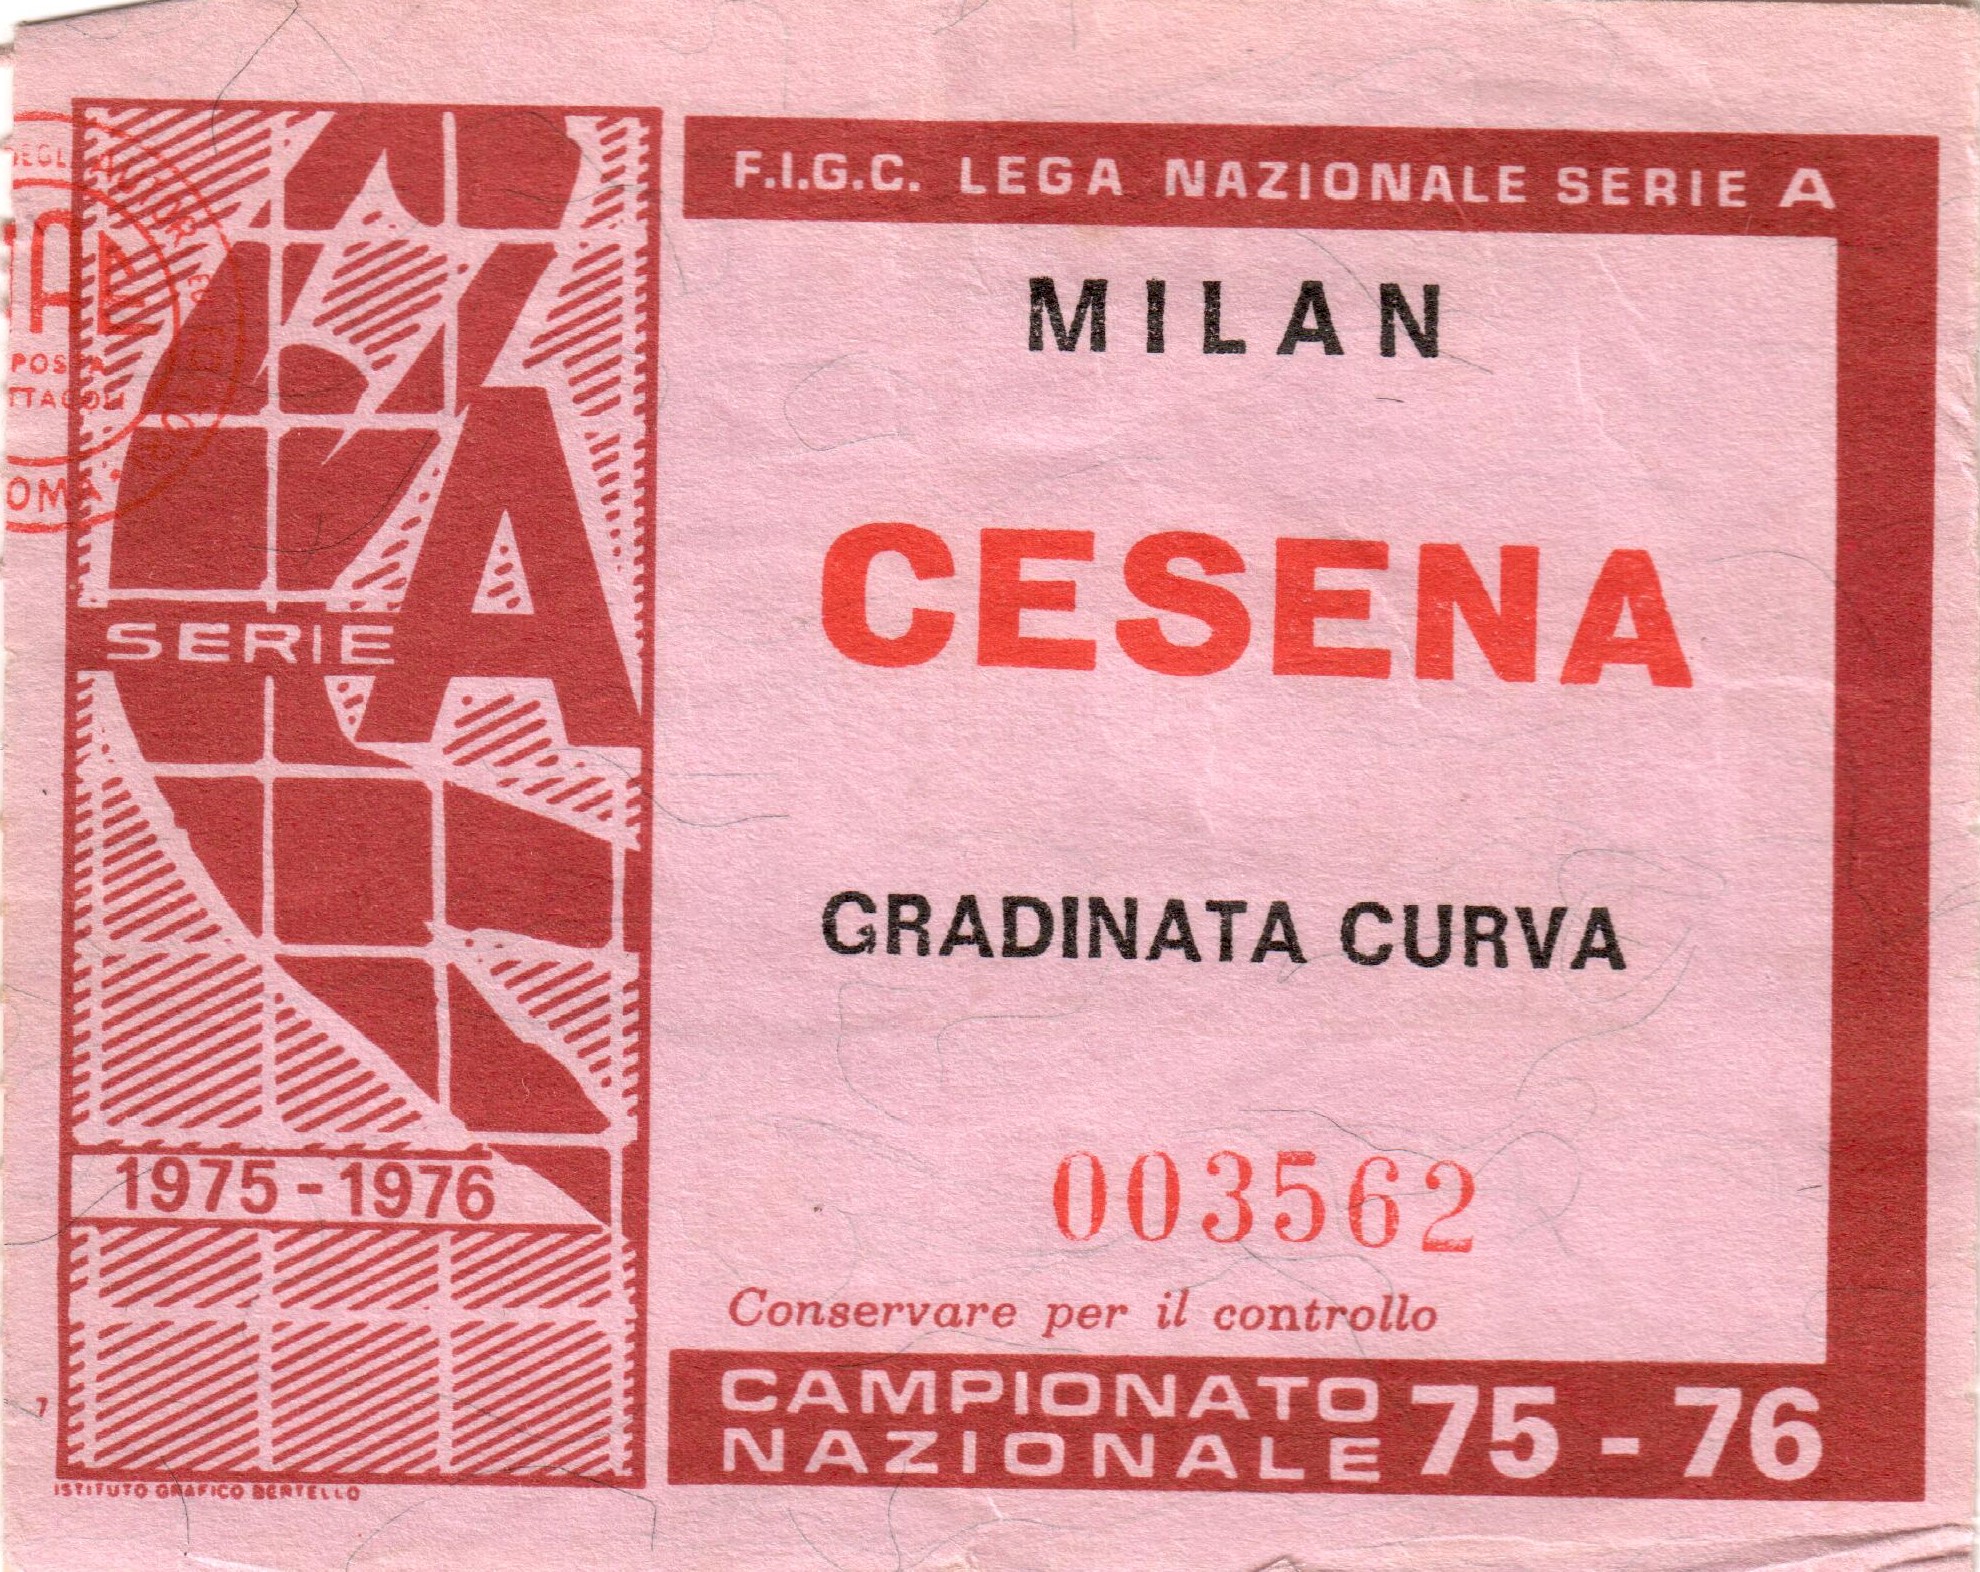 F.I.G.C. LEGA NAZIONALE SERIE A
MILAN
CESENA
GRADINATA CURVA
003562
Conservare per il controllo
CAMPIONATO
NAZIONALE 75-76
SERIE A
1975-1976
7
ISTITUTO GRAFICO BERTELLO